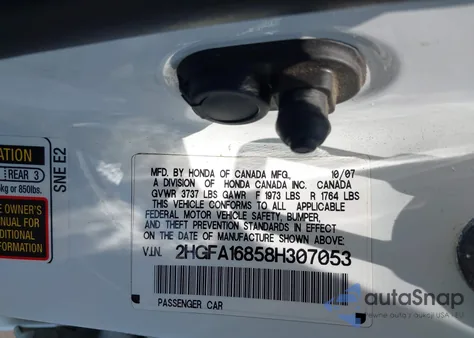 ATION
REAR 3
kg or 850lbs.
E OWNER'S
ANUAL FOR
DDITIONAL
FORMATION
SNE E2
MFD. BY HONDA OF CANADA MFG. 10/07
A DIVISION OF HONDA CANADA INC. CANADA
GVWR 3737 LBS GAWR F 1973 LBS R 1764 LBS
THIS VEHICLE CONFORMS TO ALL APPLICABLE
FEDERAL MOTOR VEHICLE SAFETY, BUMPER,
AND THEFT PREVENTION STANDARDS IN EFFECT
ON THE DATE OF MANUFACTURE SHOWN ABOVE:
V.I.N. 2HGFA16858H307053
PASSENGER CAR
autoSnap